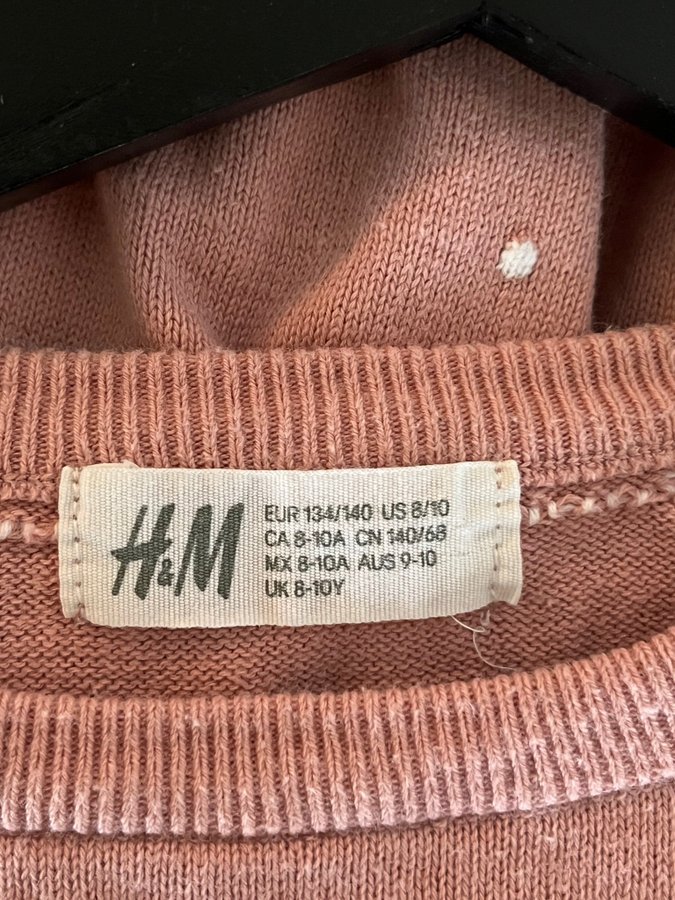 H&M
EUR 134/140 US 8/10
CA 8-10A CN 140/68
MX 8-10A AUS 9-10
UK 8-10Y